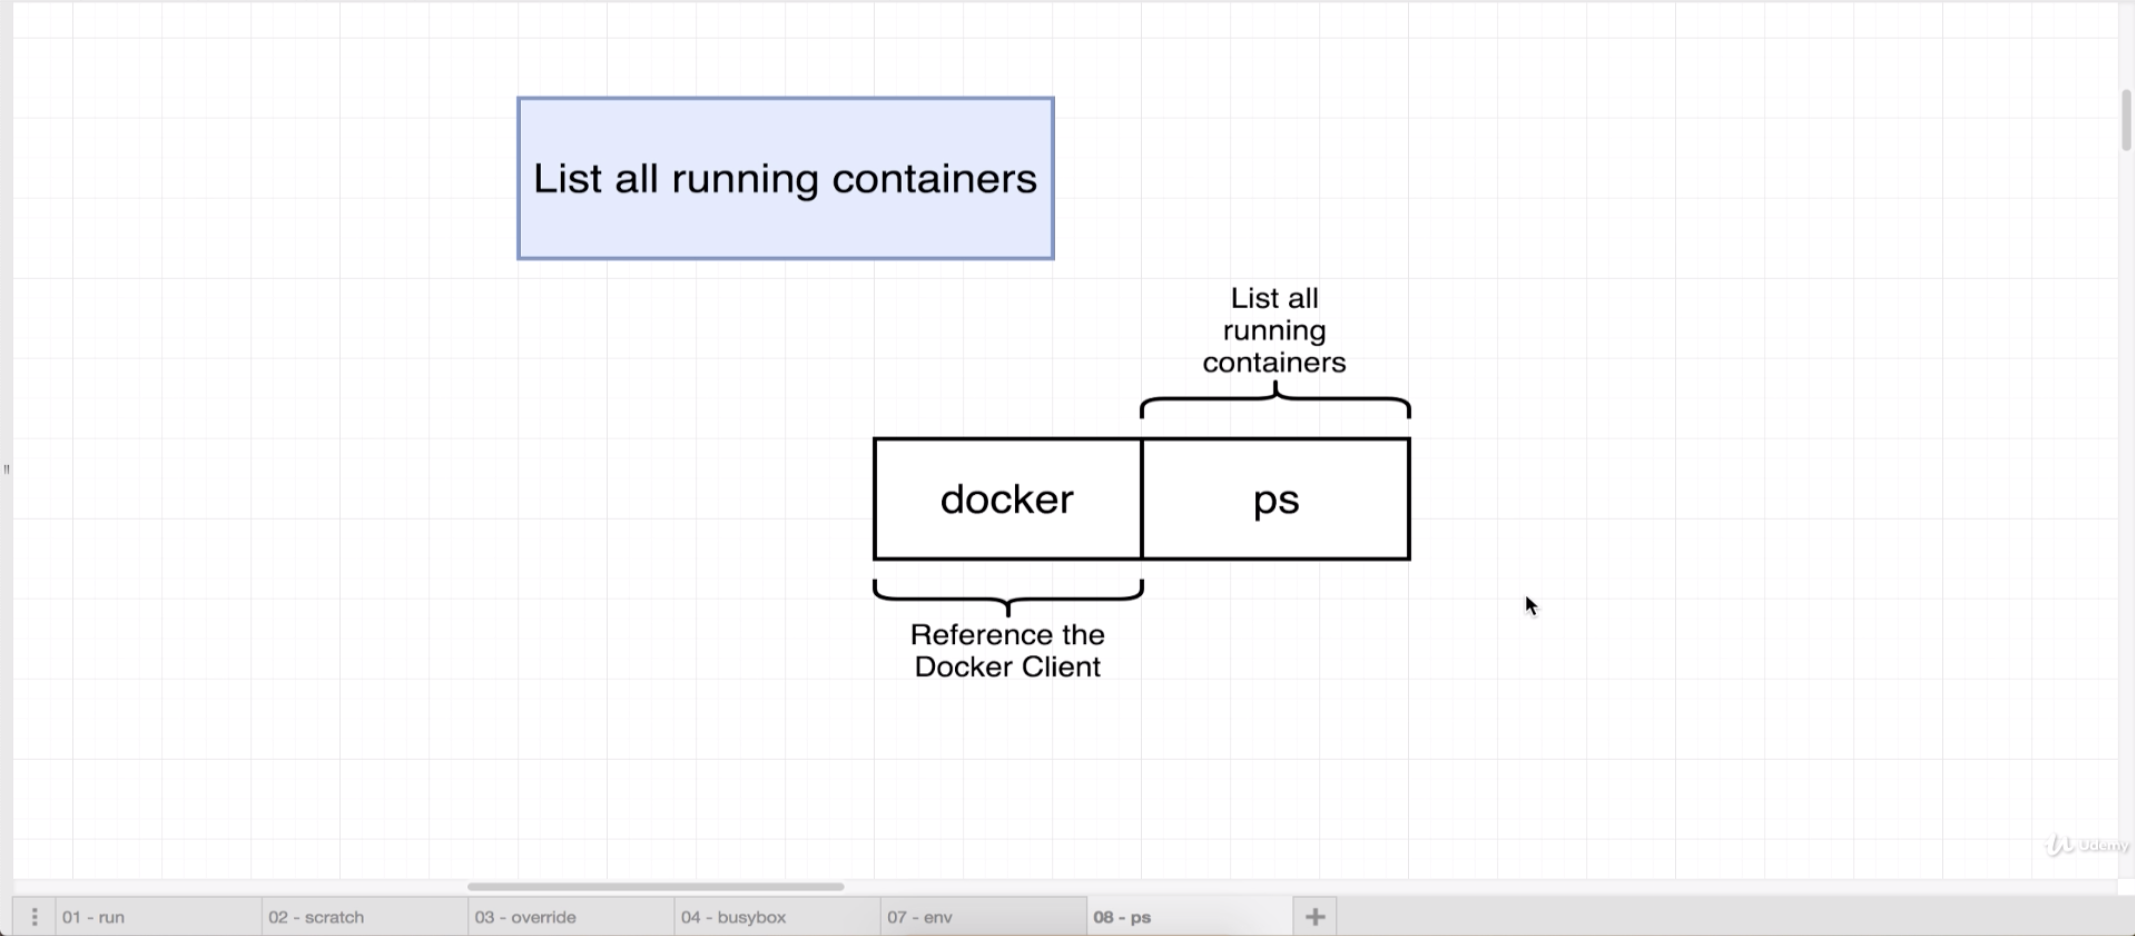 List all running containers
List all
running
containers
docker
ps
Reference the
Docker Client
Udemy
01 - run
02 - scratch
03 - override
04 - busybox
07 - env
08 - ps